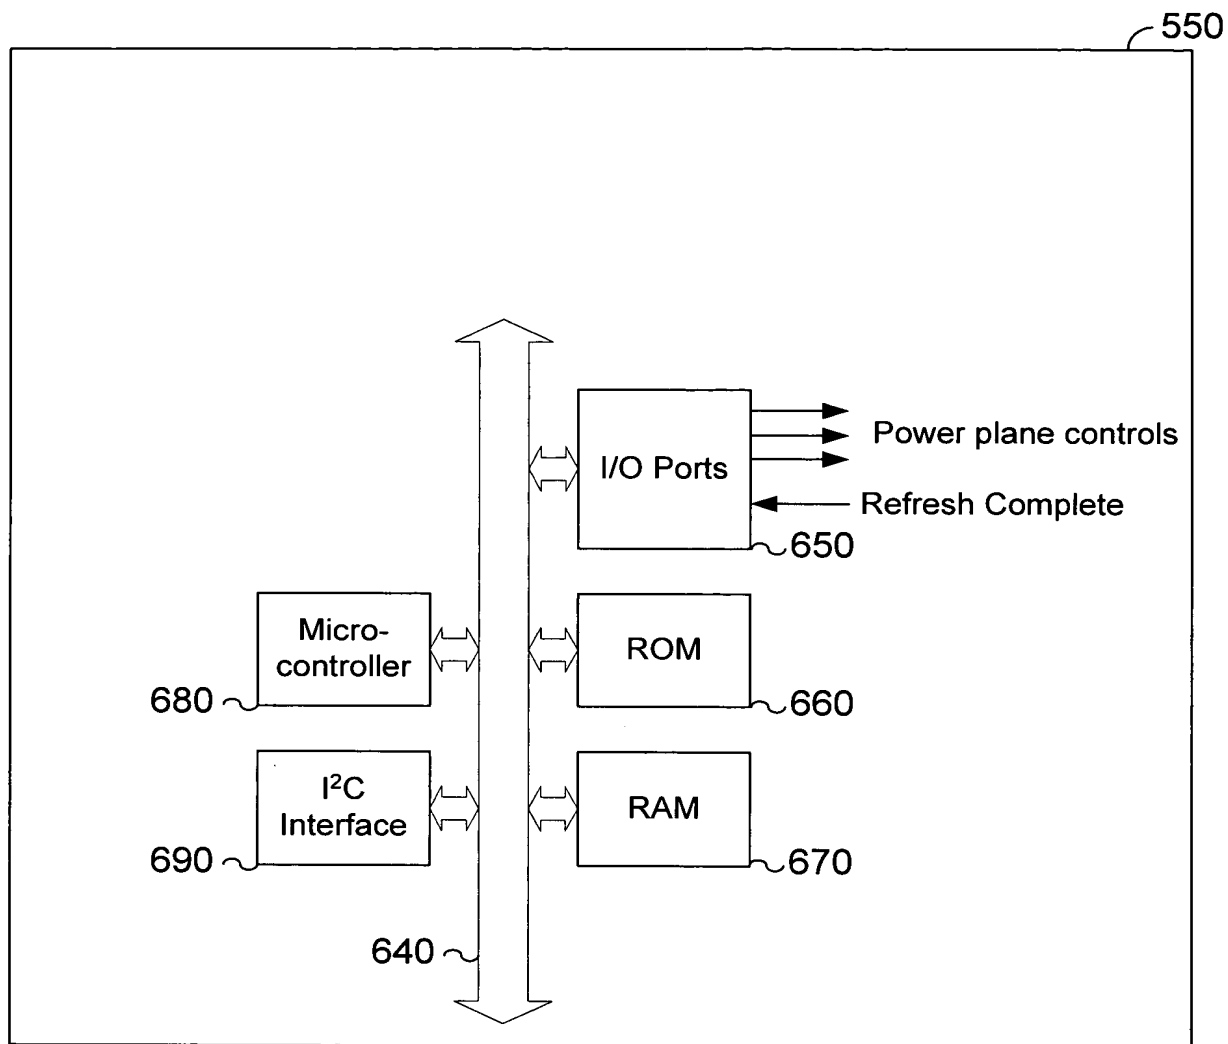 550
I/O Ports
Power plane controls
Refresh Complete
650
Micro-
controller
680
ROM
660
I²C
Interface
690
RAM
670
640